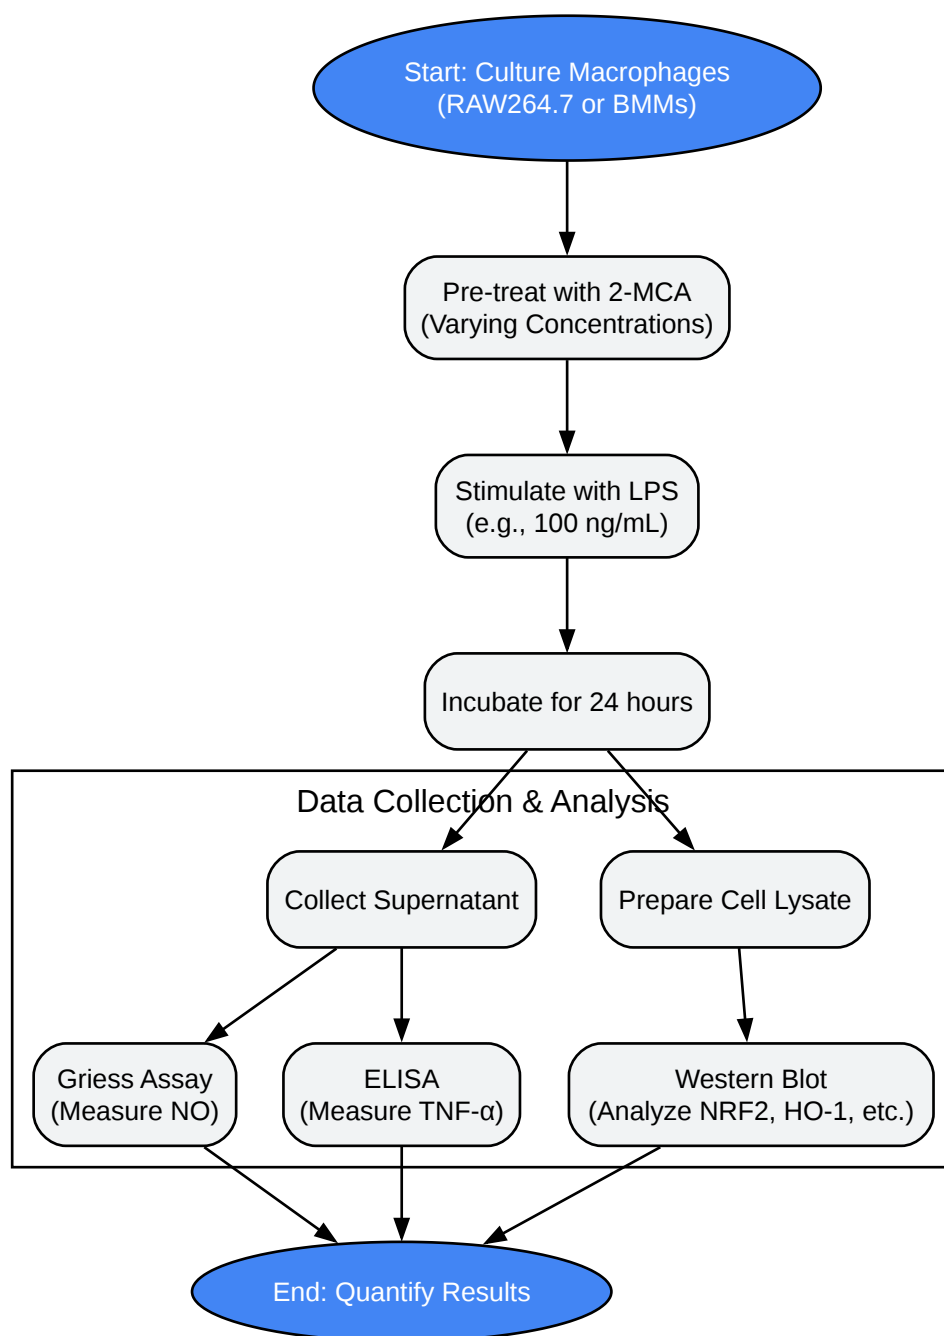 Start: Culture Macrophages
(RAW264.7 or BMMs)
Pre-treat with 2-MCA
(Varying Concentrations)
Stimulate with LPS
(e.g., 100 ng/mL)
Incubate for 24 hours
Data Collection & Analysis
Collect Supernatant
Prepare Cell Lysate
Griess Assay
(Measure NO)
ELISA
(Measure TNF-α)
Western Blot
(Analyze NRF2, HO-1, etc.)
End: Quantify Results